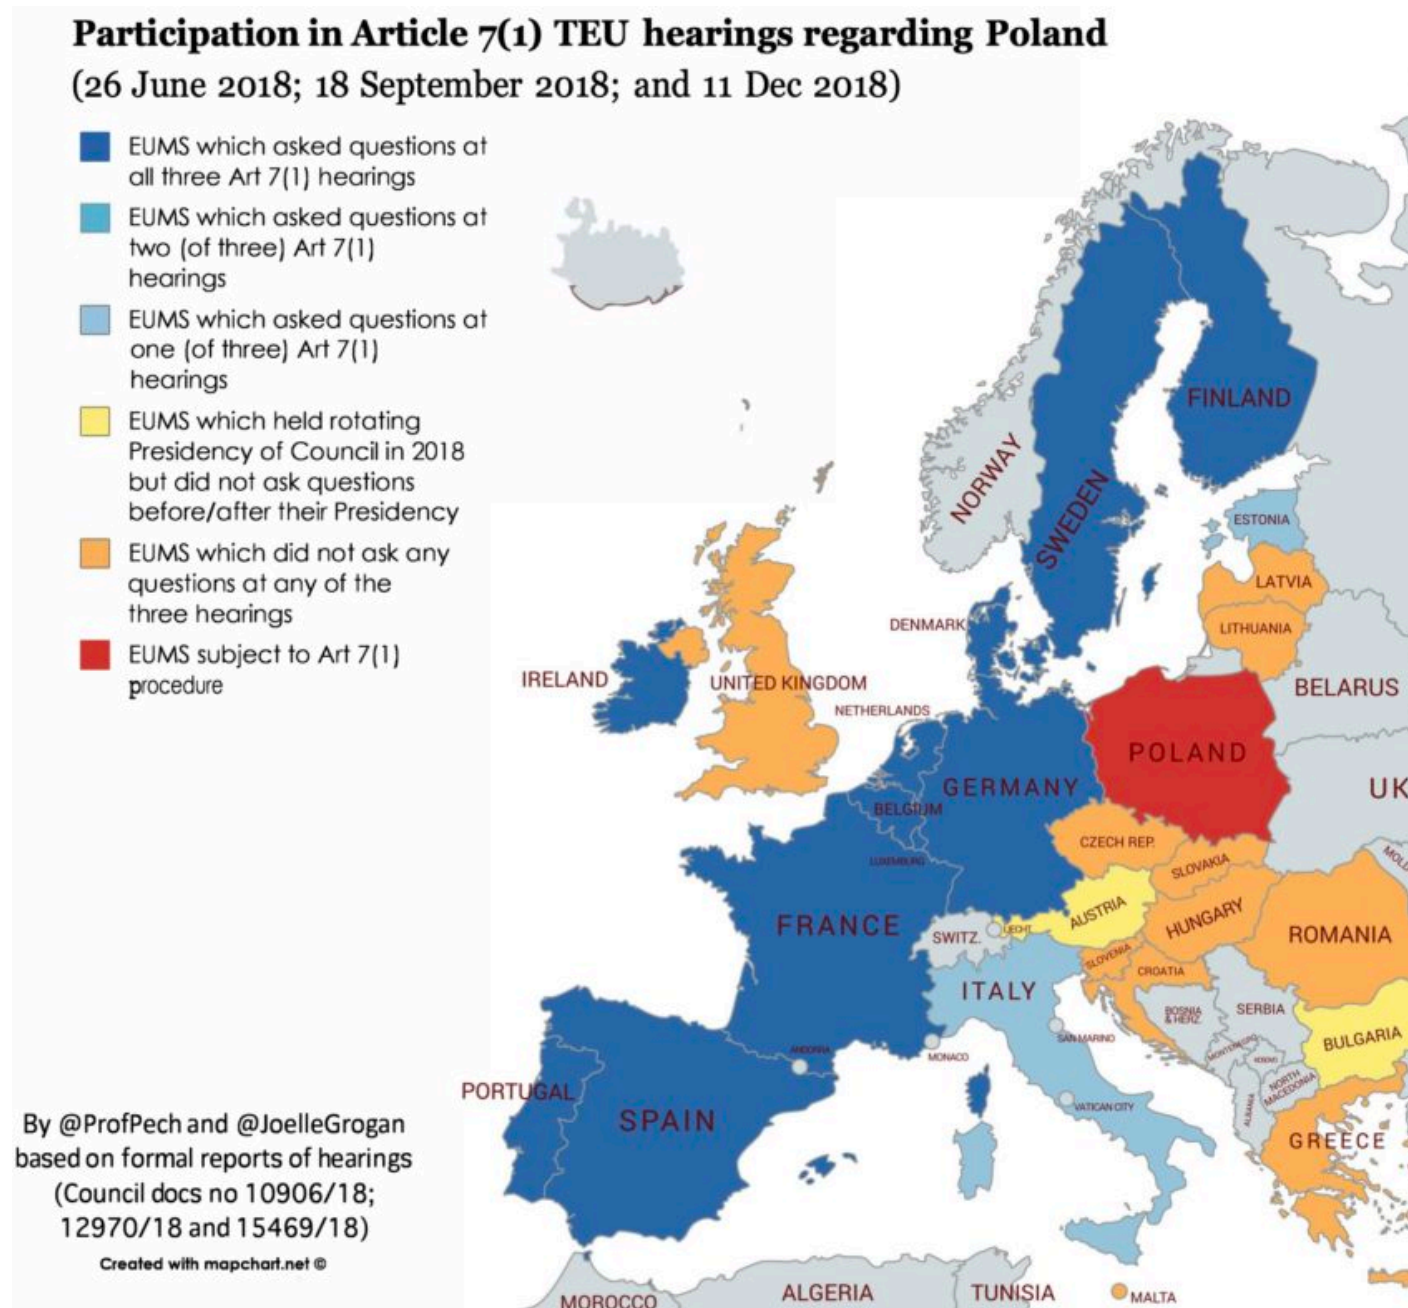 Participation in Article 7(1) TEU hearings regarding Poland
(26 June 2018; 18 September 2018; and 11 Dec 2018)
EUMS which asked questions at
all three Art 7(1) hearings
EUMS which asked questions at
two (of three) Art 7(1)
hearings
EUMS which asked questions at
one (of three) Art 7(1)
hearings
EUMS which held rotating
Presidency of Council in 2018
but did not ask questions
before/after their Presidency
EUMS which did not ask any
questions at any of the
three hearings
EUMS subject to Art 7(1)
procedure
FINLAND
NORWAY
SWEDEN
ESTONIA
LATVIA
DENMARK
LITHUANIA
IRELAND
UNITED KINGDOM
BELARUS
NETHERLANDS
POLAND
GERMANY
UK
BELGIUM
CZECH REP.
LUXEMBURG
SLOVAKIA
MOLD
AUSTRIA
HUNGARY
FRANCE
SWITZ.
LIECHT.
ROMANIA
SLOVENIA
CROATIA
ITALY
BOSNIA
& HERZ.
SERBIA
SAN MARINO
BULGARIA
ANDORRA
MONACO
MONTENEGRO
KOSOVO
NORTH
MACEDONIA
PORTUGAL
SPAIN
VATICAN CITY
ALBANIA
GREECE
By @ProfPech and @JoelleGrogan
based on formal reports of hearings
(Council docs no 10906/18;
12970/18 and 15469/18)
Created with mapchart.net ©
MOROCCO
ALGERIA
TUNISIA
MALTA